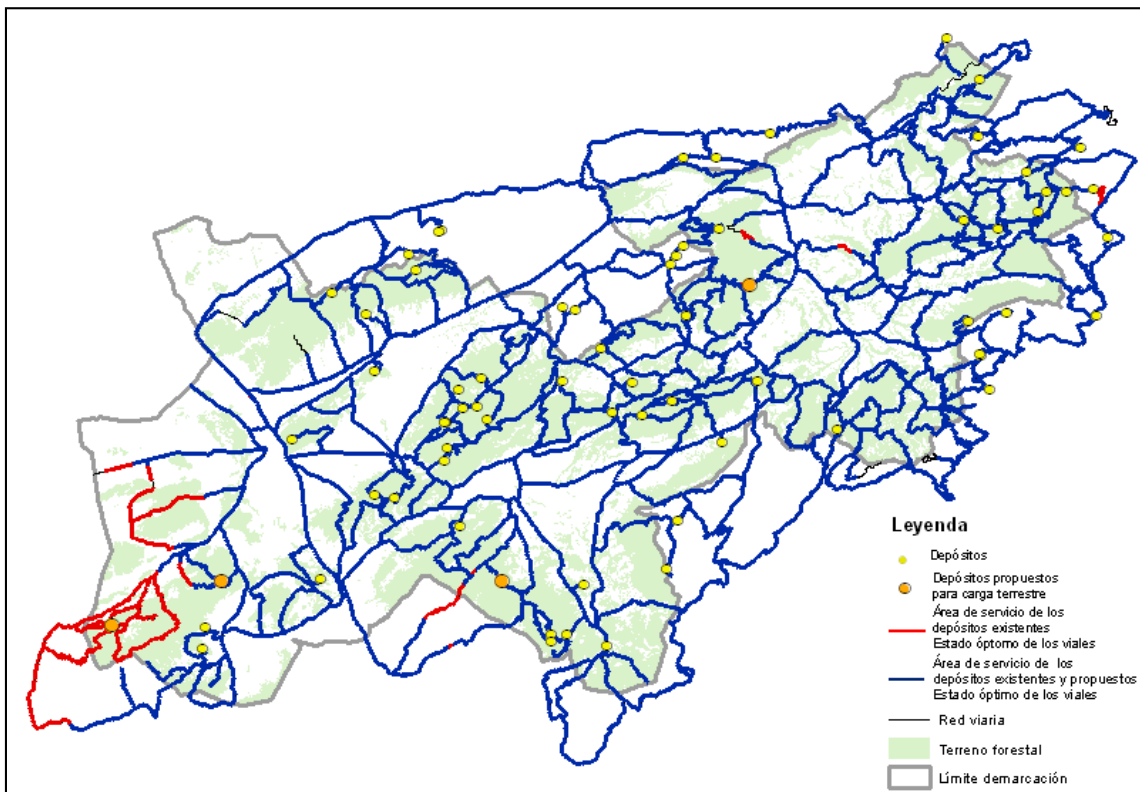 Leyenda
Depósitos
Depósitos propuestos
para carga terrestre
Área de servicio de los
depósitos existentes
Estado óptorno de los viales
Área de servicio de los
depósitos existentes y propuestos
Estado óptimo de los viales
Red viaria
Terreno forestal
Límite demarcación